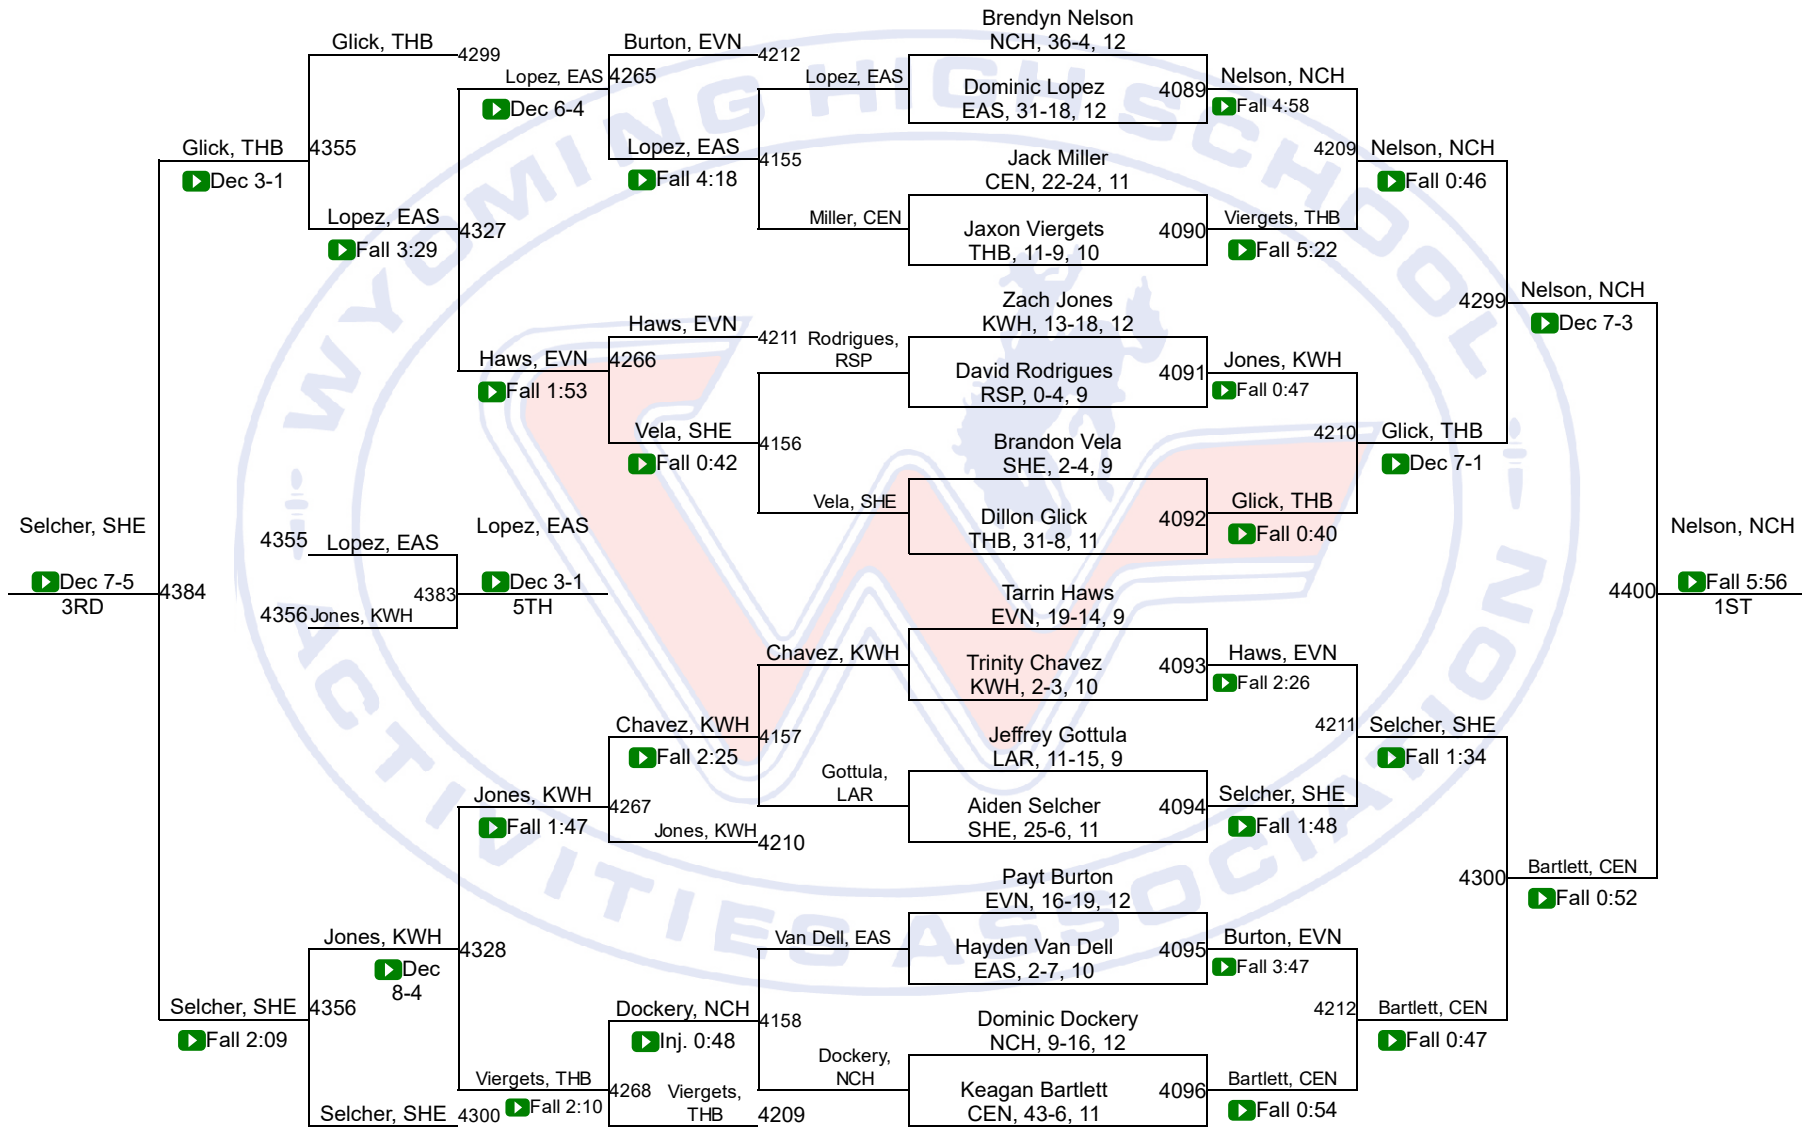 Brendyn Nelson
Glick, THB
Burton, EVN
NCH, 36-4, 12
4299
4212
Lopez, EAS
4265
Lopez, EAS
Dominic Lopez
4089
Nelson, NCH
Dec 6-4
EAS, 31-18, 12
Fall 4:58
Glick, THB
4355
Lopez, EAS
4155
Jack Miller
4209
Nelson, NCH
Dec 3-1
Fall 4:18
CEN, 22-24, 11
Fall 0:46
Lopez, EAS
4327
Miller, CEN
Jaxon Viergets
4090
Viergets, THB
Fall 3:29
THB, 11-9, 10
Fall 5:22
Zach Jones
4299
Nelson, NCH
Haws, EVN
KWH, 13-18, 12
Dec 7-3
4211
Rodrigues,
RSP
Haws, EVN
4266
David Rodrigues
4091
Jones, KWH
Fall 1:53
RSP, 0-4, 9
Fall 0:47
Vela, SHE
4156
Brandon Vela
4210
Glick, THB
Fall 0:42
SHE, 2-4, 9
Dec 7-1
Vela, SHE
Dillon Glick
4092
Glick, THB
THB, 31-8, 11
Fall 0:40
Selcher, SHE
Lopez, EAS
Nelson, NCH
4355
Lopez, EAS
Dec 7-5
4384
4383
Dec 3-1
Tarrin Haws
4400
Fall 5:56
3RD
4356
Jones, KWH
5TH
EVN, 19-14, 9
1ST
Chavez, KWH
Trinity Chavez
4093
Haws, EVN
KWH, 2-3, 10
Fall 2:26
Chavez, KWH
4157
Jeffrey Gottula
4211
Selcher, SHE
Fall 2:25
LAR, 11-15, 9
Fall 1:34
Jones, KWH
4267
Gottula,
LAR
Aiden Selcher
4094
Selcher, SHE
Fall 1:47
SHE, 25-6, 11
Fall 1:48
Jones, KWH
4210
Payt Burton
4300
Bartlett, CEN
EVN, 16-19, 12
Fall 0:52
Jones, KWH
4328
Van Dell, EAS
Hayden Van Dell
4095
Burton, EVN
Dec
8-4
EAS, 2-7, 10
Fall 3:47
Selcher, SHE
4356
Dockery, NCH
4158
Dominic Dockery
4212
Bartlett, CEN
Fall 2:09
Inj. 0:48
NCH, 9-16, 12
Fall 0:47
Dockery,
NCH
Viergets, THB
4268
Viergets,
THB
Keagan Bartlett
4096
Bartlett, CEN
Fall 2:10
CEN, 43-6, 11
Fall 0:54
Selcher, SHE
4300
4209
WYOMING HIGH SCHOOL
ACTIVITIES ASSOCIATION